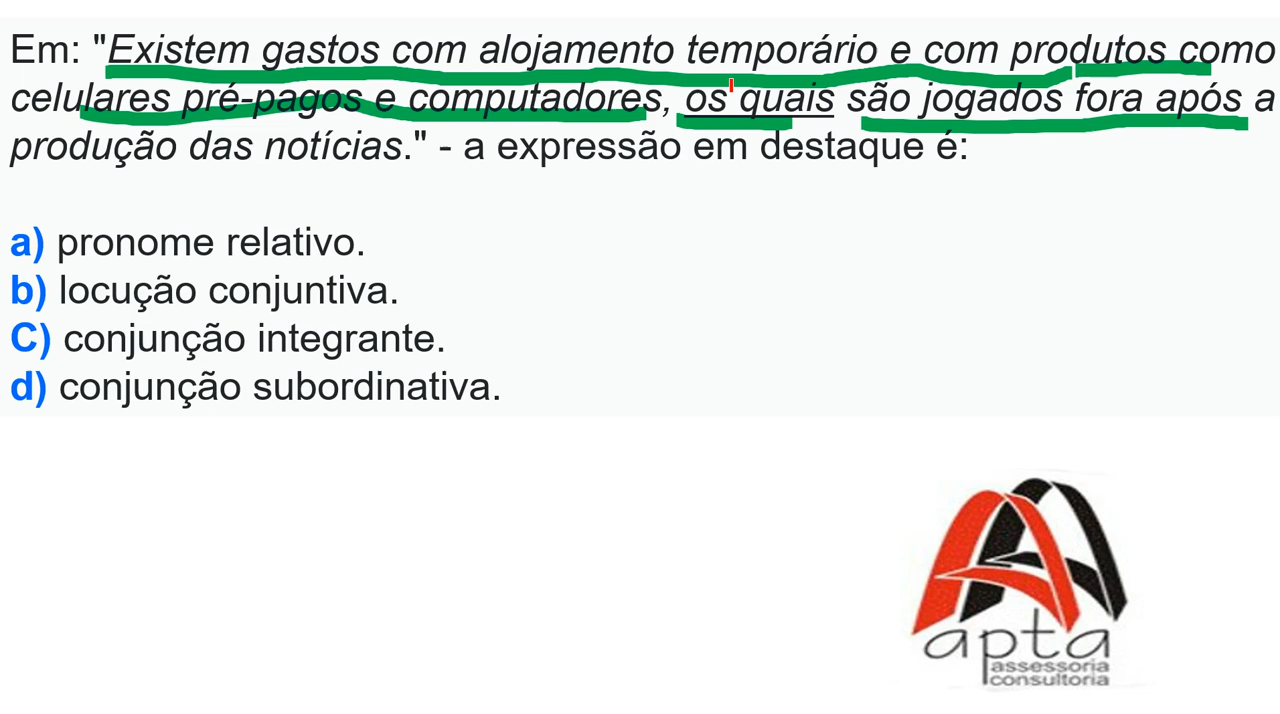 Em: "Existem gastos com alojamento temporário e com produtos como
celulares pré-pagos e computadores, os quais são jogados fora após a
produção das notícias." - a expressão em destaque é:
a) pronome relativo.
b) locução conjuntiva.
C) conjunção integrante.
d) conjunção subordinativa.
apta
assessoria
consultoria